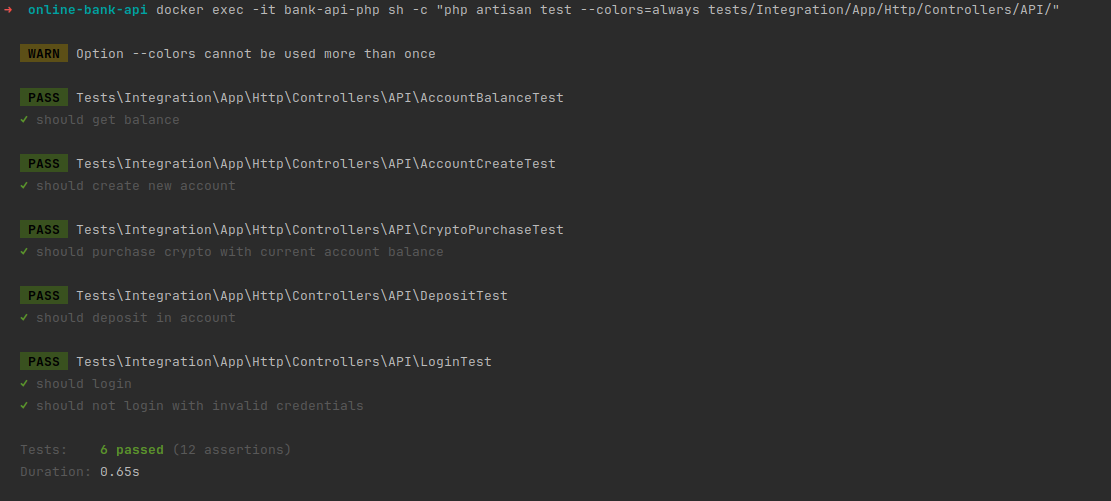 → online-bank-api docker exec -it bank-api-php sh -c "php artisan test --colors=always tests/Integration/App/Http/Controllers/API/"
WARN Option --colors cannot be used more than once
PASS Tests\Integration\App\Http\Controllers\API\AccountBalanceTest
✓ should get balance
PASS Tests\Integration\App\Http\Controllers\API\AccountCreateTest
✓ should create new account
PASS Tests\Integration\App\Http\Controllers\API\CryptoPurchaseTest
✓ should purchase crypto with current account balance
PASS Tests\Integration\App\Http\Controllers\API\DepositTest
✓ should deposit in account
PASS Tests\Integration\App\Http\Controllers\API\LoginTest
✓ should login
✓ should not login with invalid credentials
Tests: 6 passed (12 assertions)
Duration: 0.65s